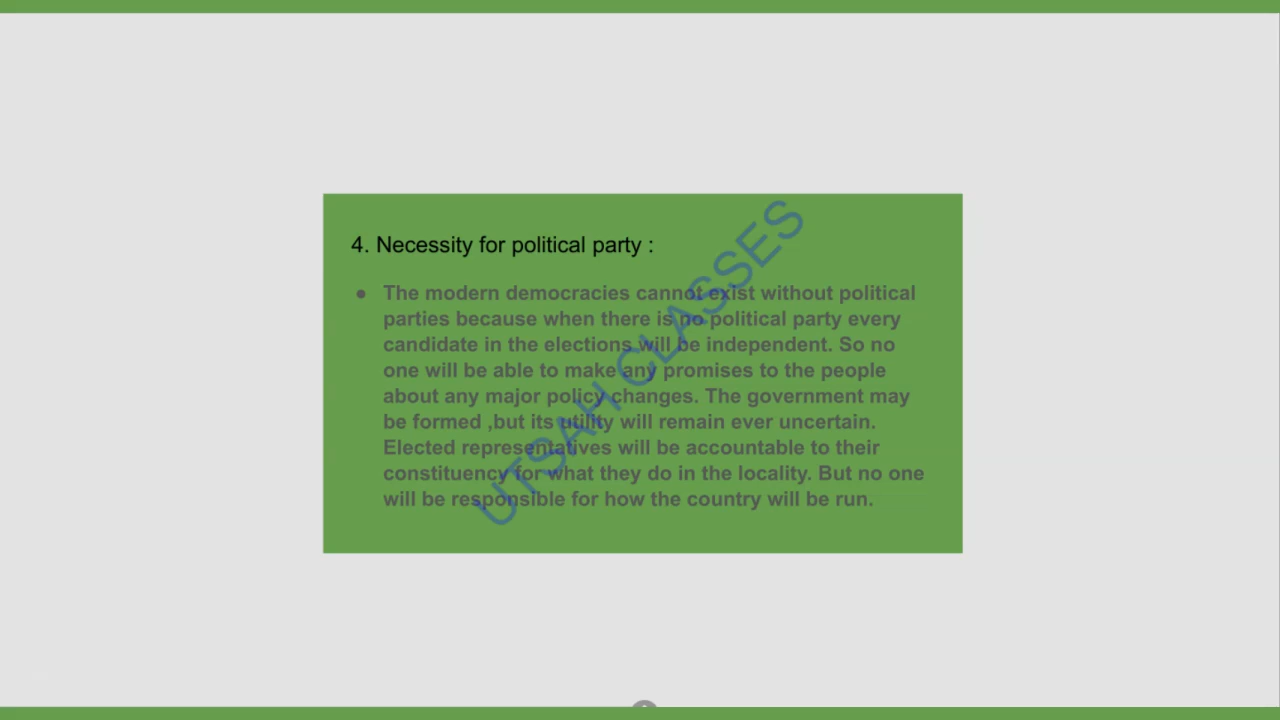 4. Necessity for political party :
● The modern democracies cannot exist without political
parties because when there is no political party every
candidate in the elections will be independent. So no
one will be able to make any promises to the people
about any major policy changes. The government may
be formed ,but its utility will remain ever uncertain.
Elected representatives will be accountable to their
constituency for what they do in the locality. But no one
will be responsible for how the country will be run.
UTSAH CLASSES